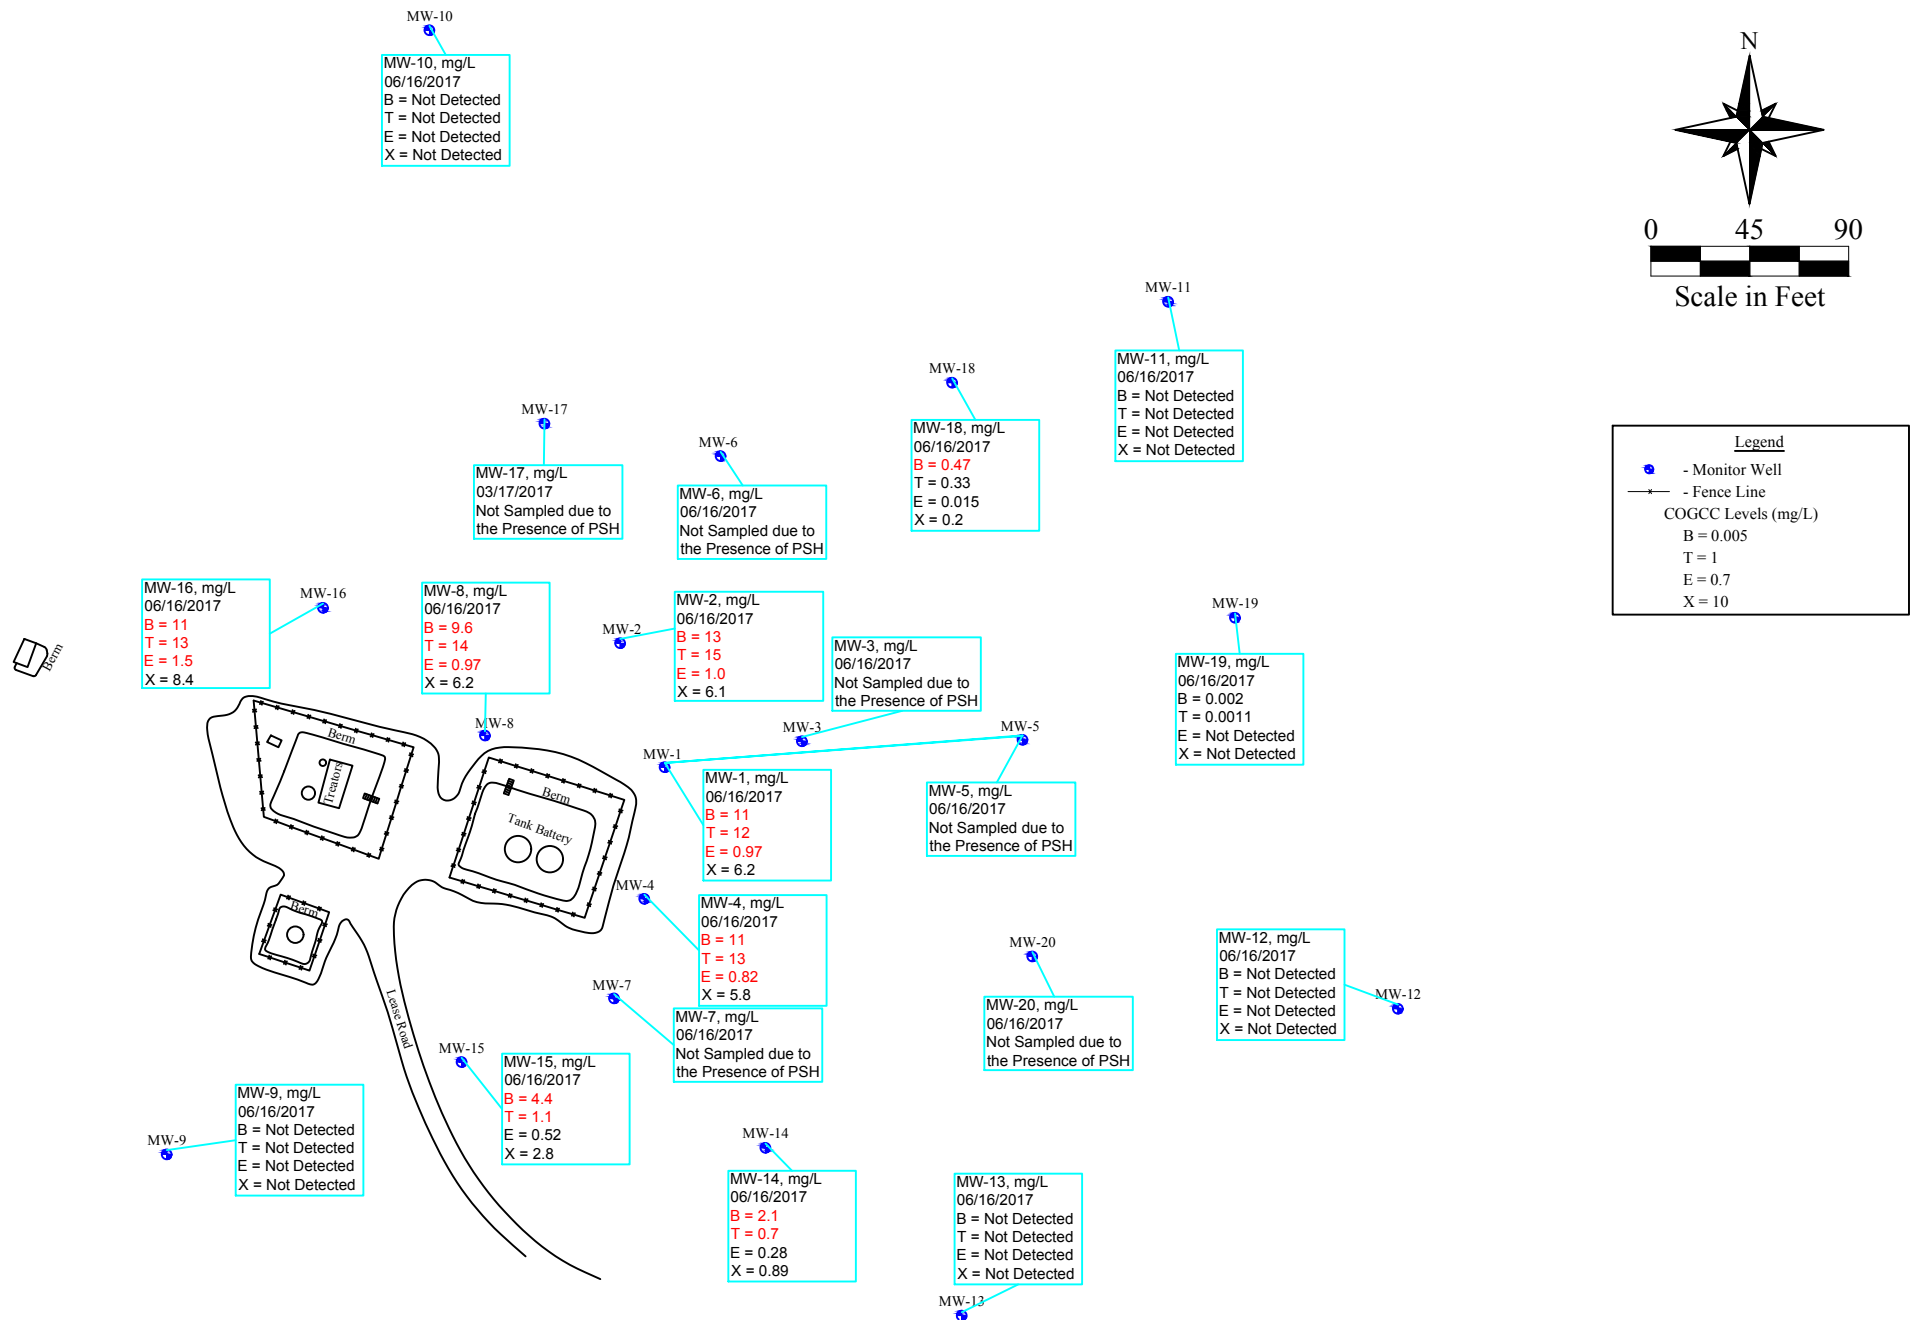 MW-10
MW-10, mg/L
06/16/2017
B = Not Detected
T = Not Detected
E = Not Detected
X = Not Detected
N
0 45 90
Scale in Feet
MW-11
MW-11, mg/L
06/16/2017
B = Not Detected
T = Not Detected
E = Not Detected
X = Not Detected
MW-18
MW-18, mg/L
06/16/2017
B = 0.47
T = 0.33
E = 0.015
X = 0.2
MW-17
MW-17, mg/L
03/17/2017
Not Sampled due to
the Presence of PSH
MW-6
MW-6, mg/L
06/16/2017
Not Sampled due to
the Presence of PSH
Legend
- Monitor Well
- Fence Line
COGCC Levels (mg/L)
B = 0.005
T = 1
E = 0.7
X = 10
MW-16, mg/L
06/16/2017
B = 11
T = 13
E = 1.5
X = 8.4
MW-16
MW-8, mg/L
06/16/2017
B = 9.6
T = 14
E = 0.97
X = 6.2
MW-8
MW-2
MW-2, mg/L
06/16/2017
B = 13
T = 15
E = 1.0
X = 6.1
MW-3, mg/L
06/16/2017
Not Sampled due to
the Presence of PSH
MW-3
MW-19
MW-19, mg/L
06/16/2017
B = 0.002
T = 0.0011
E = Not Detected
X = Not Detected
Berm
Berm
Treators
Berm
Tank Battery
Berm
MW-1
MW-1, mg/L
06/16/2017
B = 11
T = 12
E = 0.97
X = 6.2
MW-5
MW-5, mg/L
06/16/2017
Not Sampled due to
the Presence of PSH
MW-4
MW-4, mg/L
06/16/2017
B = 11
T = 13
E = 0.82
X = 5.8
MW-7
MW-7, mg/L
06/16/2017
Not Sampled due to
the Presence of PSH
MW-20
MW-20, mg/L
06/16/2017
Not Sampled due to
the Presence of PSH
MW-12, mg/L
06/16/2017
B = Not Detected
T = Not Detected
E = Not Detected
X = Not Detected
MW-12
Lease Road
MW-15
MW-15, mg/L
06/16/2017
B = 4.4
T = 1.1
E = 0.52
X = 2.8
MW-9
MW-9, mg/L
06/16/2017
B = Not Detected
T = Not Detected
E = Not Detected
X = Not Detected
MW-14
MW-14, mg/L
06/16/2017
B = 2.1
T = 0.7
E = 0.28
X = 0.89
MW-13, mg/L
06/16/2017
B = Not Detected
T = Not Detected
E = Not Detected
X = Not Detected
MW-13